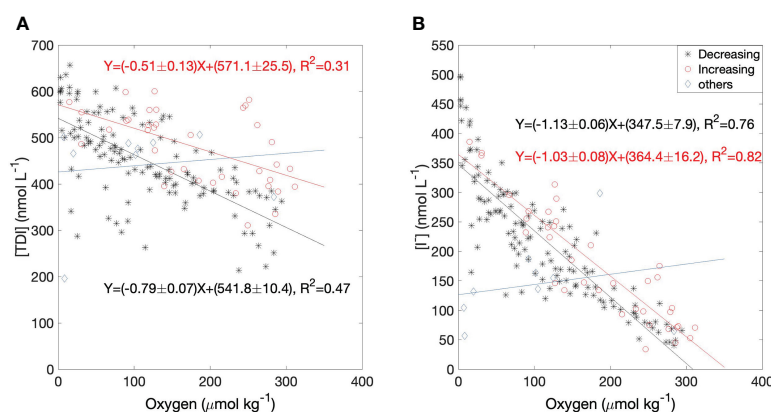 A
700
600
500
400
300
200
100
0
[TDI] (nmol L⁻¹)
Y=(-0.51±0.13)X+(571.1±25.5), R²=0.31
Y=(-0.79±0.07)X+(541.8±10.4), R²=0.47
0 100 200 300 400
Oxygen (μmol kg⁻¹)
B
550
500
450
400
350
300
250
200
150
100
50
0
[I⁻] (nmol L⁻¹)
Decreasing
Increasing
others
Y=(-1.13±0.06)X+(347.5±7.9), R²=0.76
Y=(-1.03±0.08)X+(364.4±16.2), R²=0.82
0 100 200 300 400
Oxygen (μmol kg⁻¹)